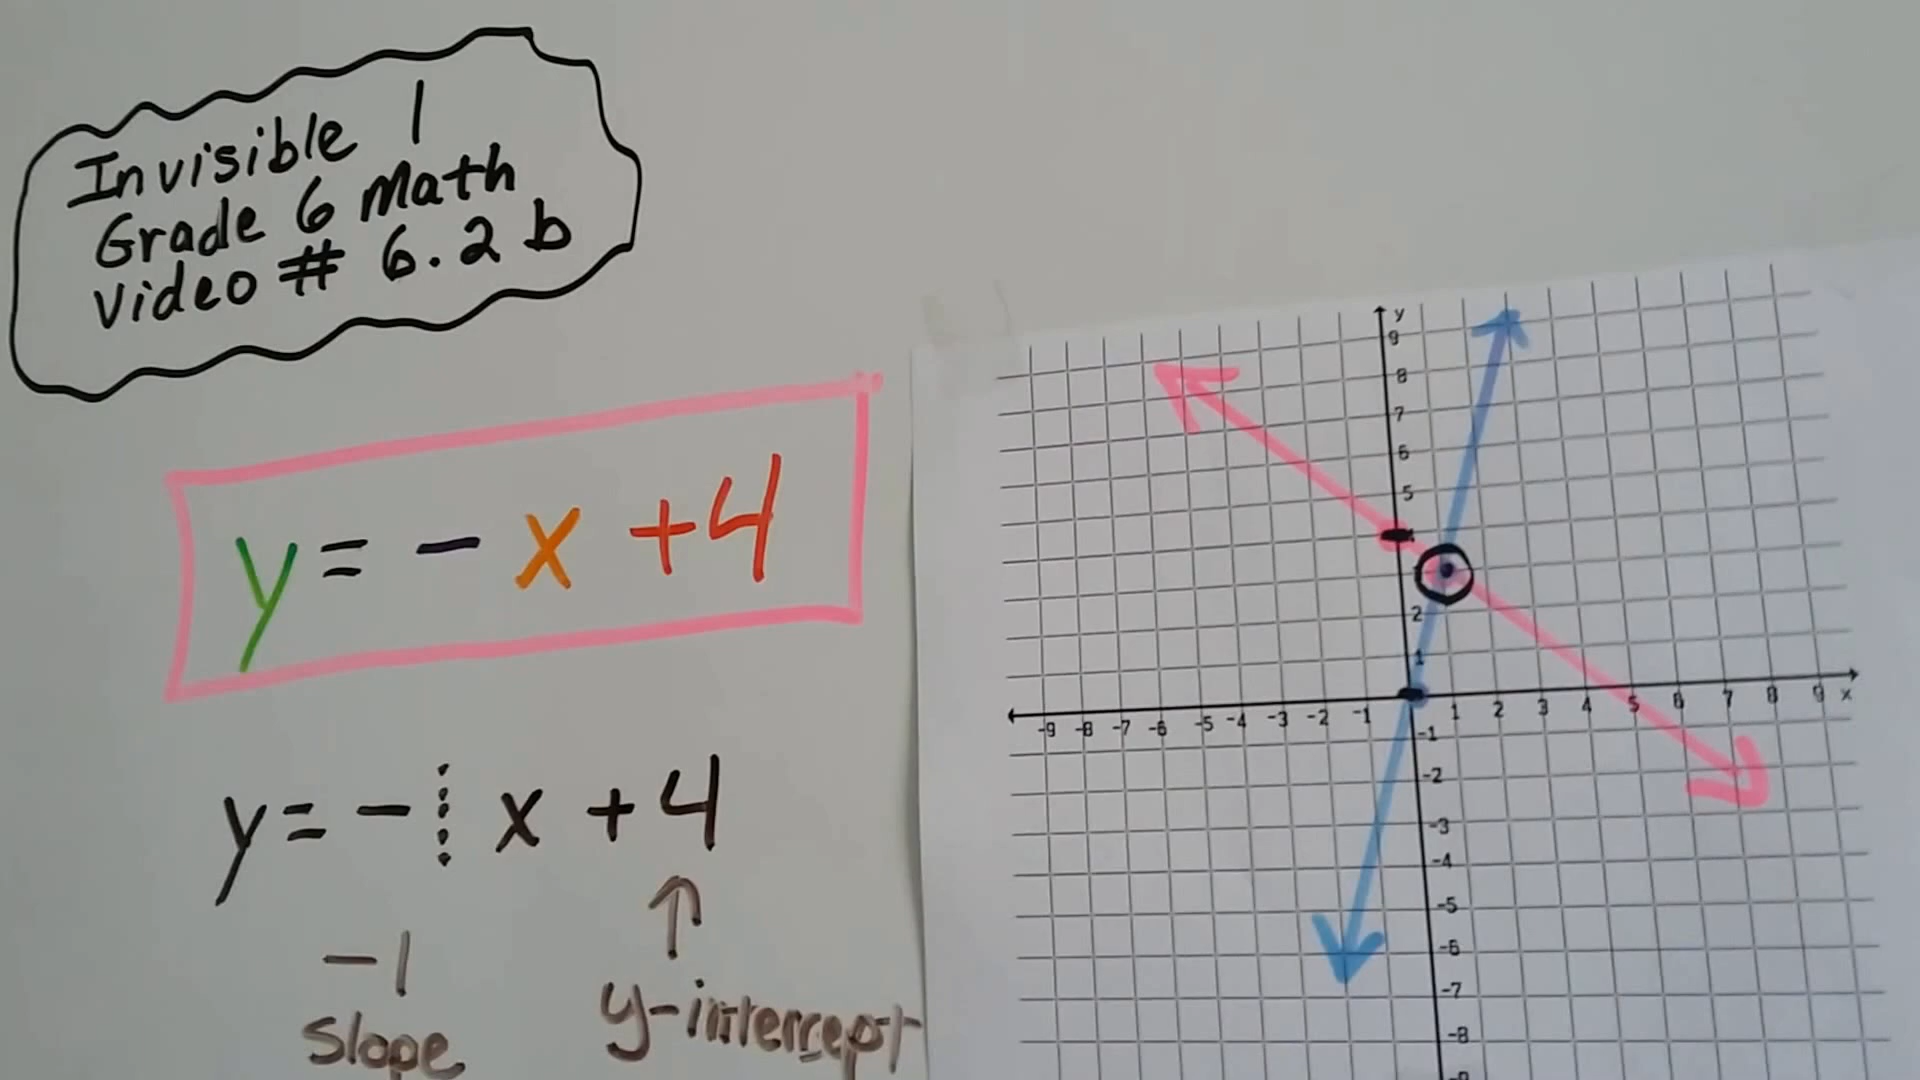 Invisible 1
Grade 6 Math
Video # 6.2 b
y = - x + 4
y = - x + 4
-1
slope
y-intercept
y
9
8
7
6
5
2
1
-9 -8 -7 -6 -5 -4 -3 -2 -1 1 2 3 4 5 6 7 8 9 x
-1
-2
-3
-4
-5
-6
-7
-8